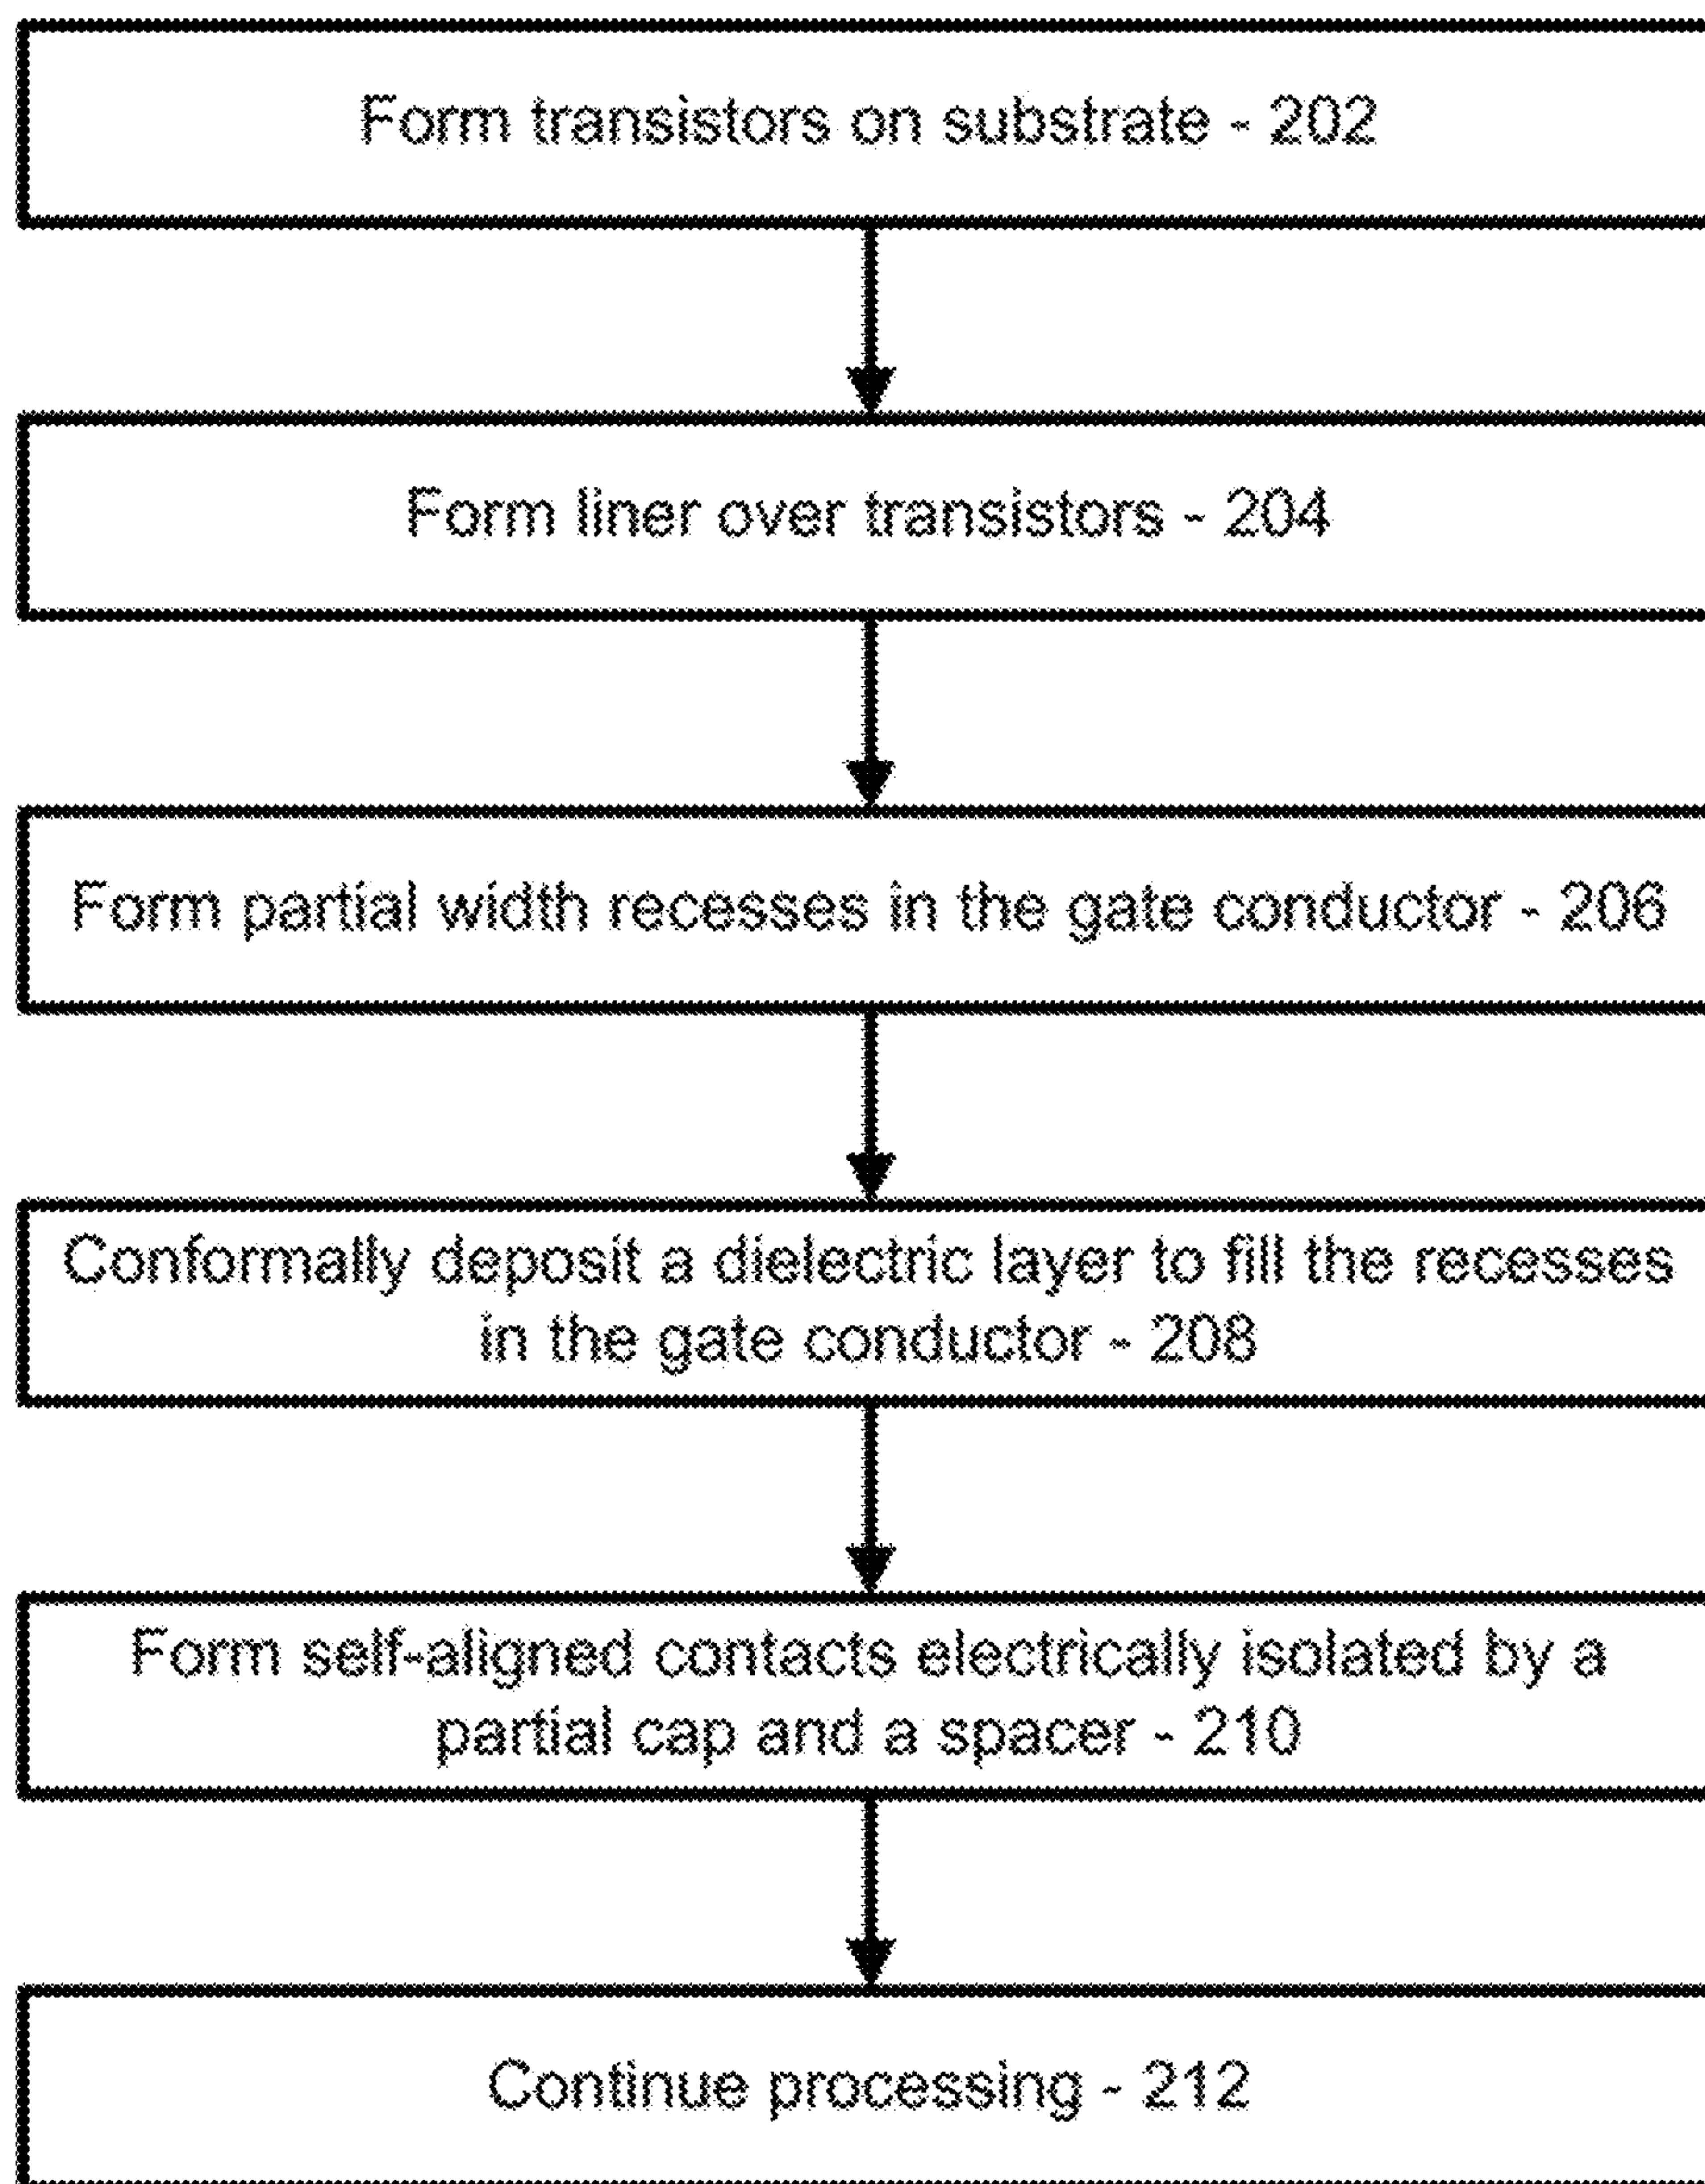 Form transistors on substrate - 202
Form liner over transistors - 204
Form partial width recesses in the gate conductor - 206
Conformally deposit a dielectric layer to fill the recesses
in the gate conductor - 208
Form self-aligned contacts electrically isolated by a
partial cap and a spacer - 210
Continue processing - 212